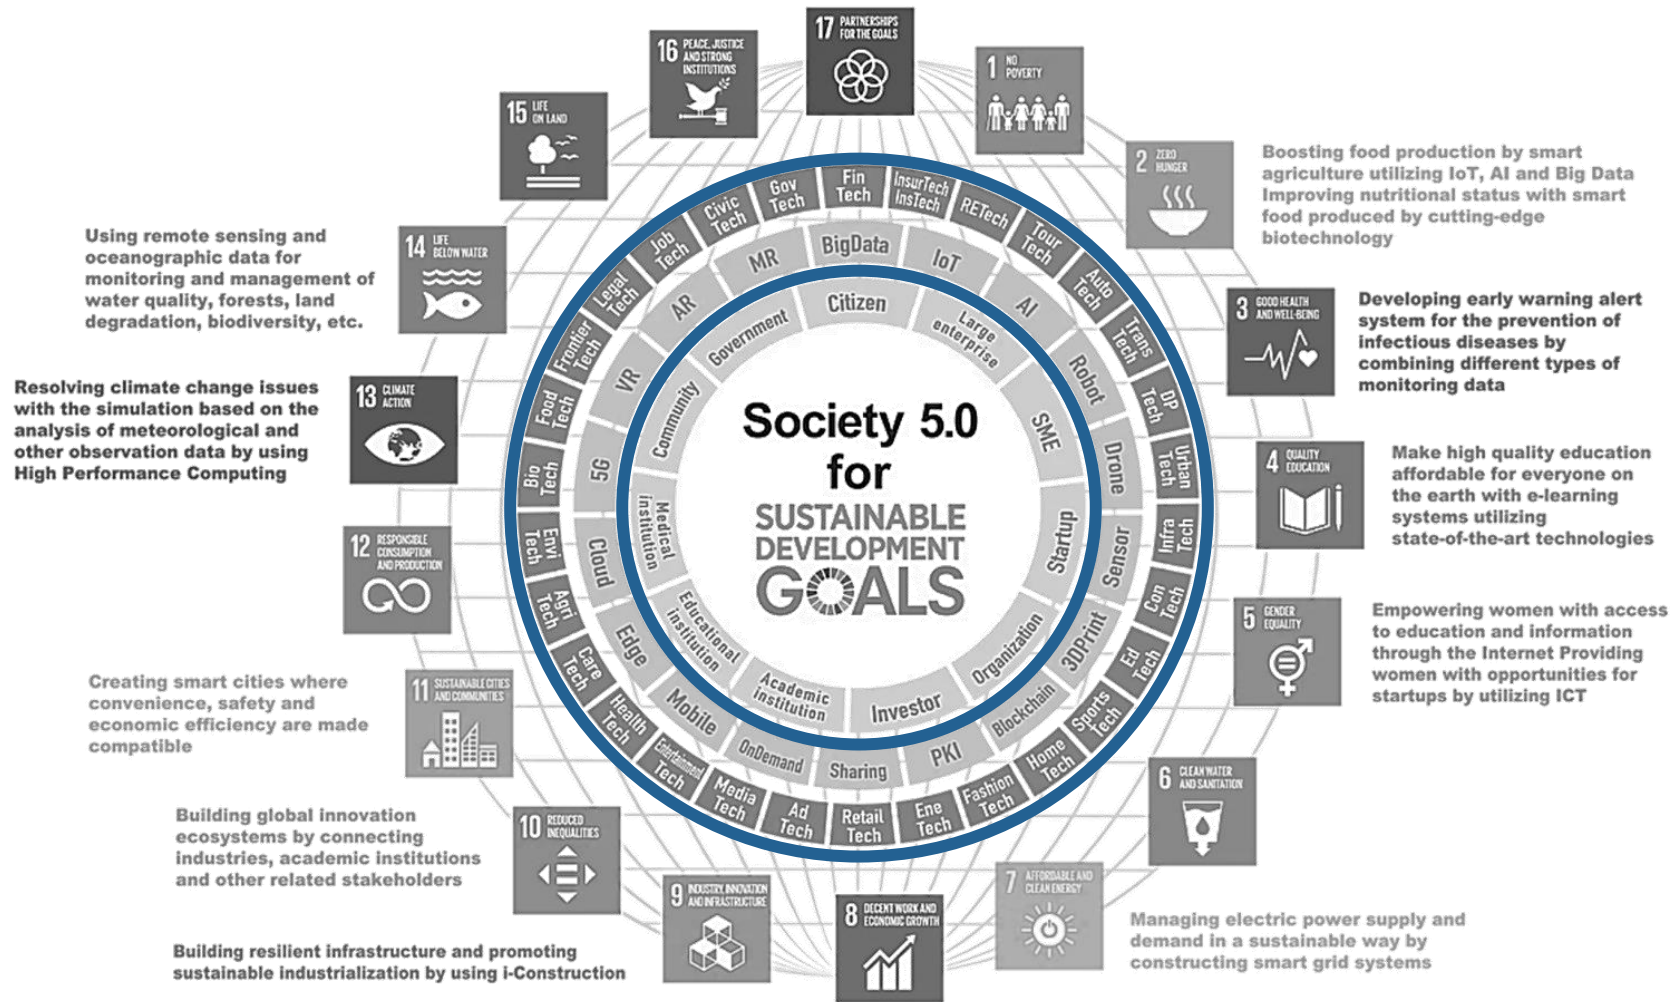 17 PARTNERSHIPS
FOR THE GOALS
16 PEACE, JUSTICE
AND STRONG
INSTITUTIONS
1 NO
POVERTY
15 LIFE
ON LAND
2 ZERO
HUNGER
Boosting food production by smart
agriculture utilizing IoT, AI and Big Data
Improving nutritional status with smart
food produced by cutting-edge
biotechnology
14 LIFE
BELOW WATER
Using remote sensing and
oceanographic data for
monitoring and management of
water quality, forests, land
degradation, biodiversity, etc.
3 GOOD HEALTH
AND WELL-BEING
Developing early warning alert
system for the prevention of
infectious diseases by
combining different types of
monitoring data
13 CLIMATE
ACTION
Resolving climate change issues
with the simulation based on the
analysis of meteorological and
other observation data by using
High Performance Computing
4 QUALITY
EDUCATION
Make high quality education
affordable for everyone on
the earth with e-learning
systems utilizing
state-of-the-art technologies
12 RESPONSIBLE
CONSUMPTION
AND PRODUCTION
5 GENDER
EQUALITY
Empowering women with access
to education and information
through the Internet Providing
women with opportunities for
startups by utilizing ICT
11 SUSTAINABLE CITIES
AND COMMUNITIES
Creating smart cities where
convenience, safety and
economic efficiency are made
compatible
6 CLEAN WATER
AND SANITATION
10 REDUCED
INEQUALITIES
Building global innovation
ecosystems by connecting
industries, academic institutions
and other related stakeholders
9 INDUSTRY, INNOVATION
AND INFRASTRUCTURE
Building resilient infrastructure and promoting
sustainable industrialization by using i-Construction
8 DECENT WORK AND
ECONOMIC GROWTH
7 AFFORDABLE AND
CLEAN ENERGY
Managing electric power supply and
demand in a sustainable way by
constructing smart grid systems
Fin
Tech
InsurTech
InsTech
RETech
Tour
Tech
Auto
Tech
Trans
Tech
DP
Tech
Urban
Tech
Infra
Tech
Con
Tech
Ed
Tech
Sports
Tech
Home
Tech
Fashion
Tech
Ene
Tech
Retail
Tech
Ad
Tech
Media
Tech
Entertainment
Tech
Health
Tech
Care
Tech
Agri
Tech
Envi
Tech
Bio
Tech
Food
Tech
Frontier
Tech
Legal
Tech
Job
Tech
Civic
Tech
Gov
Tech
BigData
IoT
AI
Robot
Drone
Sensor
3DPrint
Blockchain
PKI
Sharing
OnDemand
Mobile
Edge
Cloud
5G
VR
AR
MR
Citizen
Large
enterprise
SME
Startup
Organization
Investor
Academic
institution
Educational
institution
Medical
institution
Community
Government
Society 5.0
for
SUSTAINABLE
DEVELOPMENT
GOALS